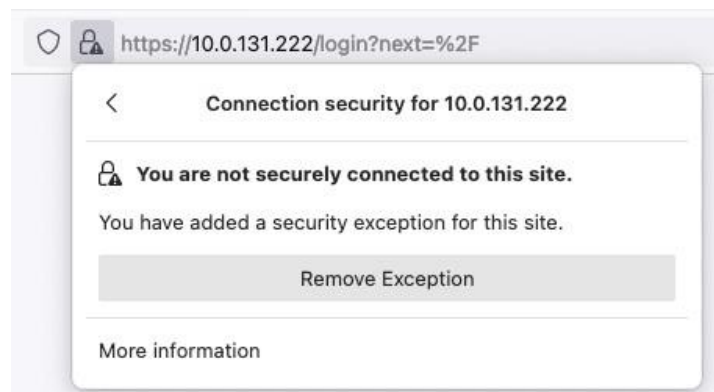 https://10.0.131.222/login?next=%2F
Connection security for 10.0.131.222
You are not securely connected to this site.
You have added a security exception for this site.
Remove Exception
More information